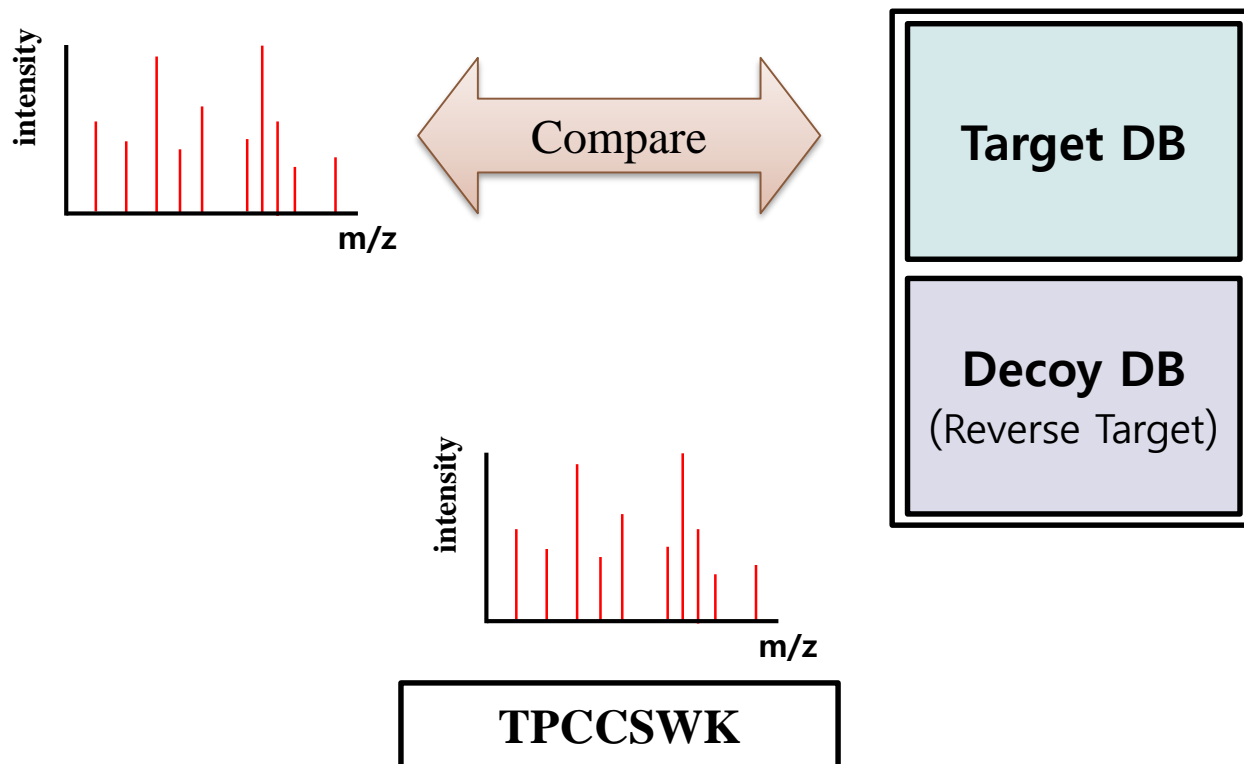 intensity
m/z
Compare
Target DB
Decoy DB
(Reverse Target)
intensity
m/z
TPCCSWK